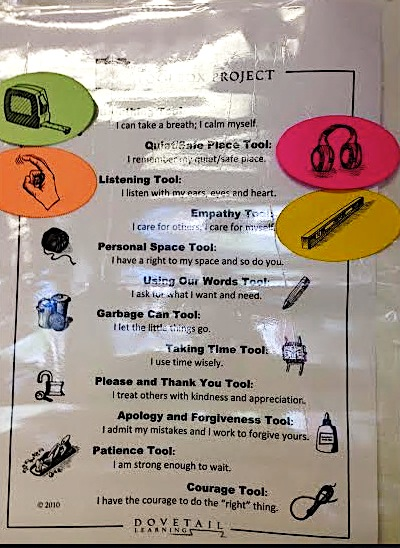 PROJECT
I can take a breath; I calm myself.
Quiet/Safe Place Tool:
I remember my quiet/safe place.
Listening Tool:
I listen with my ears, eyes and heart.
Empathy Tool:
I care for others, I care for myself
Personal Space Tool:
I have a right to my space and so do you.
Using Our Words Tool:
I ask for what I want and need.
Garbage Can Tool:
I let the little things go.
Taking Time Tool:
I use time wisely.
Please and Thank You Tool:
I treat others with kindness and appreciation.
Apology and Forgiveness Tool:
I admit my mistakes and I work to forgive yours.
Patience Tool:
I am strong enough to wait.
Courage Tool:
I have the courage to do the "right" thing.
© 2010
DOVETAIL
LEARNING